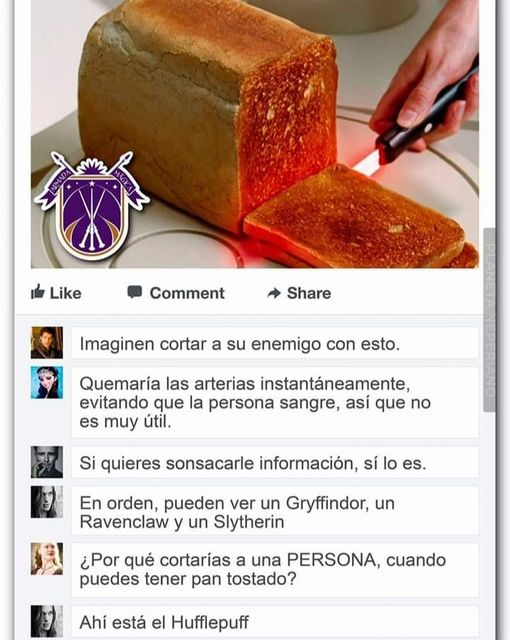 ARMADA MÁGICA
Like
Comment
Share
PLANETANEPERIANO
Imaginen cortar a su enemigo con esto.
Quemaría las arterias instantáneamente,
evitando que la persona sangre, así que no
es muy útil.
Si quieres sonsacarle información, sí lo es.
En orden, pueden ver un Gryffindor, un
Ravenclaw y un Slytherin
¿Por qué cortarías a una PERSONA, cuando
puedes tener pan tostado?
Ahí está el Hufflepuff